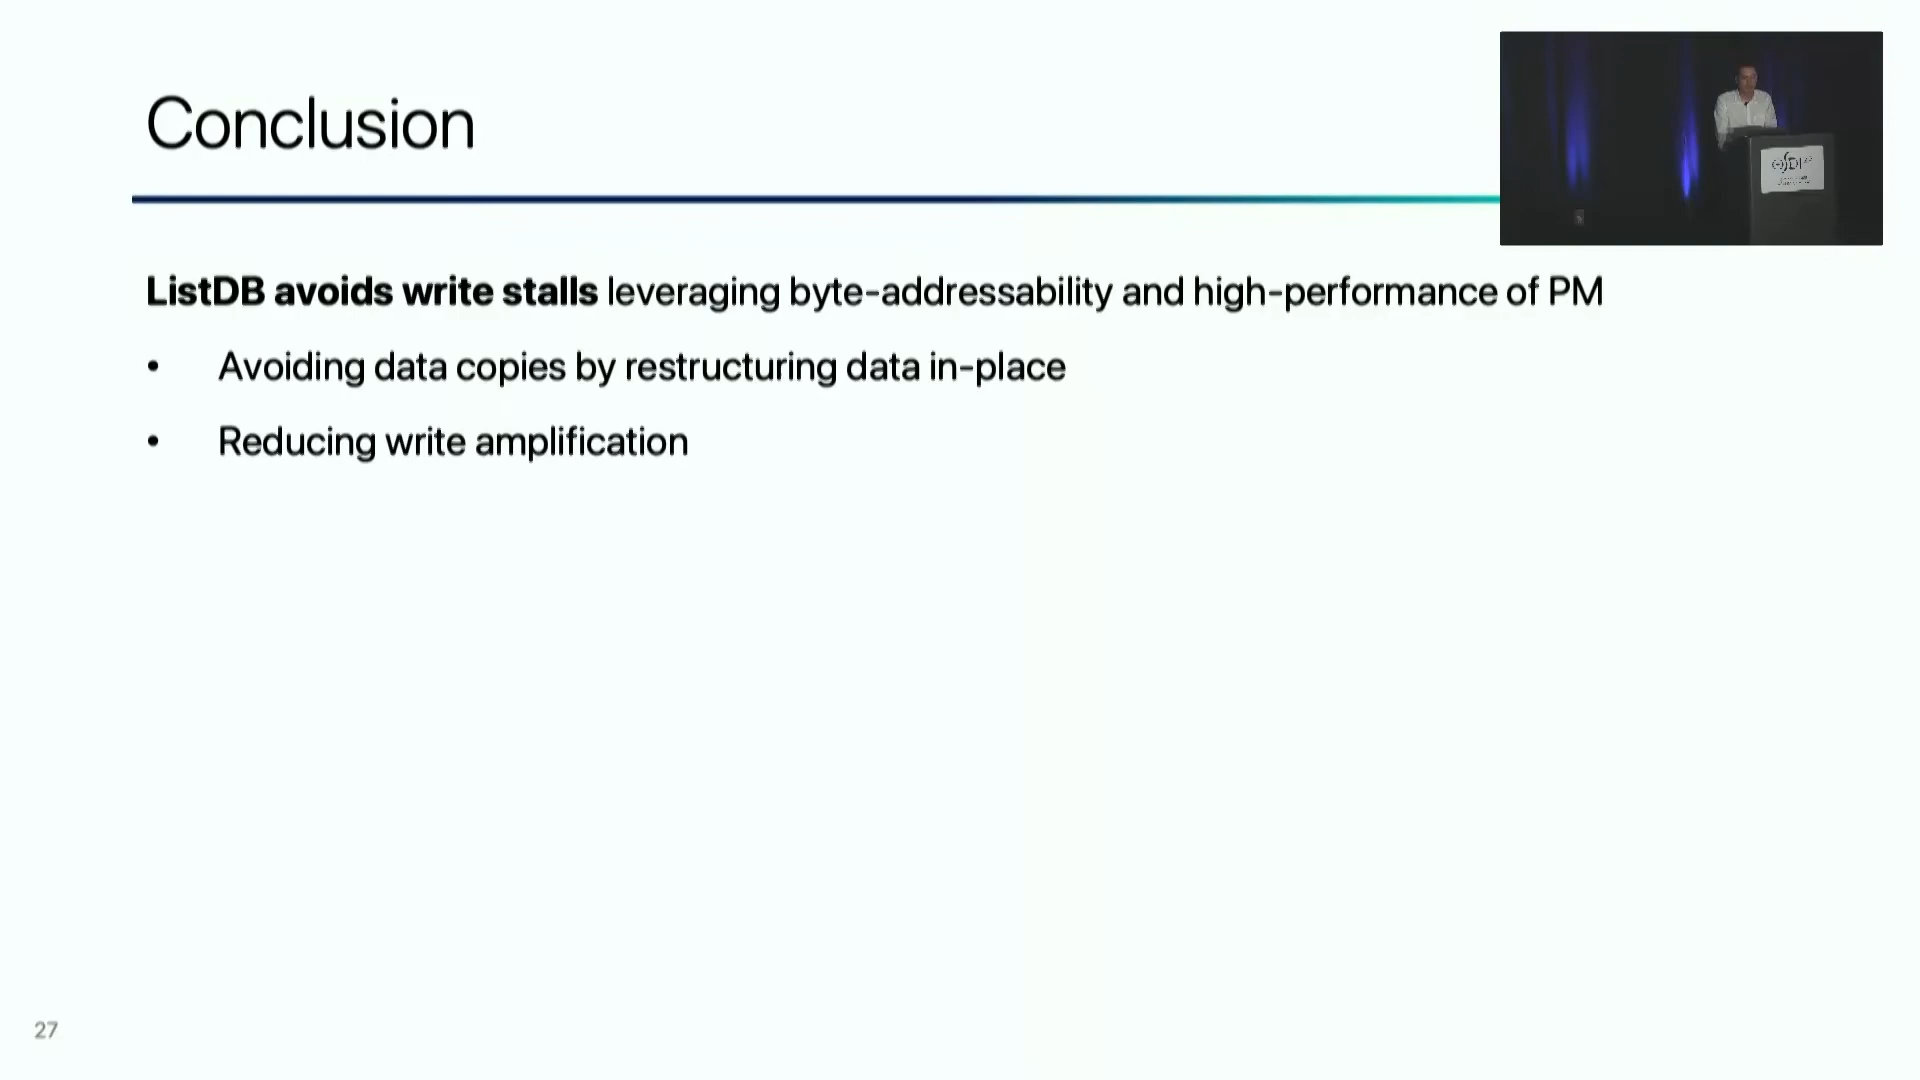 Conclusion
ListDB avoids write stalls leveraging byte-addressability and high-performance of PM
• Avoiding data copies by restructuring data in-place
• Reducing write amplification
27